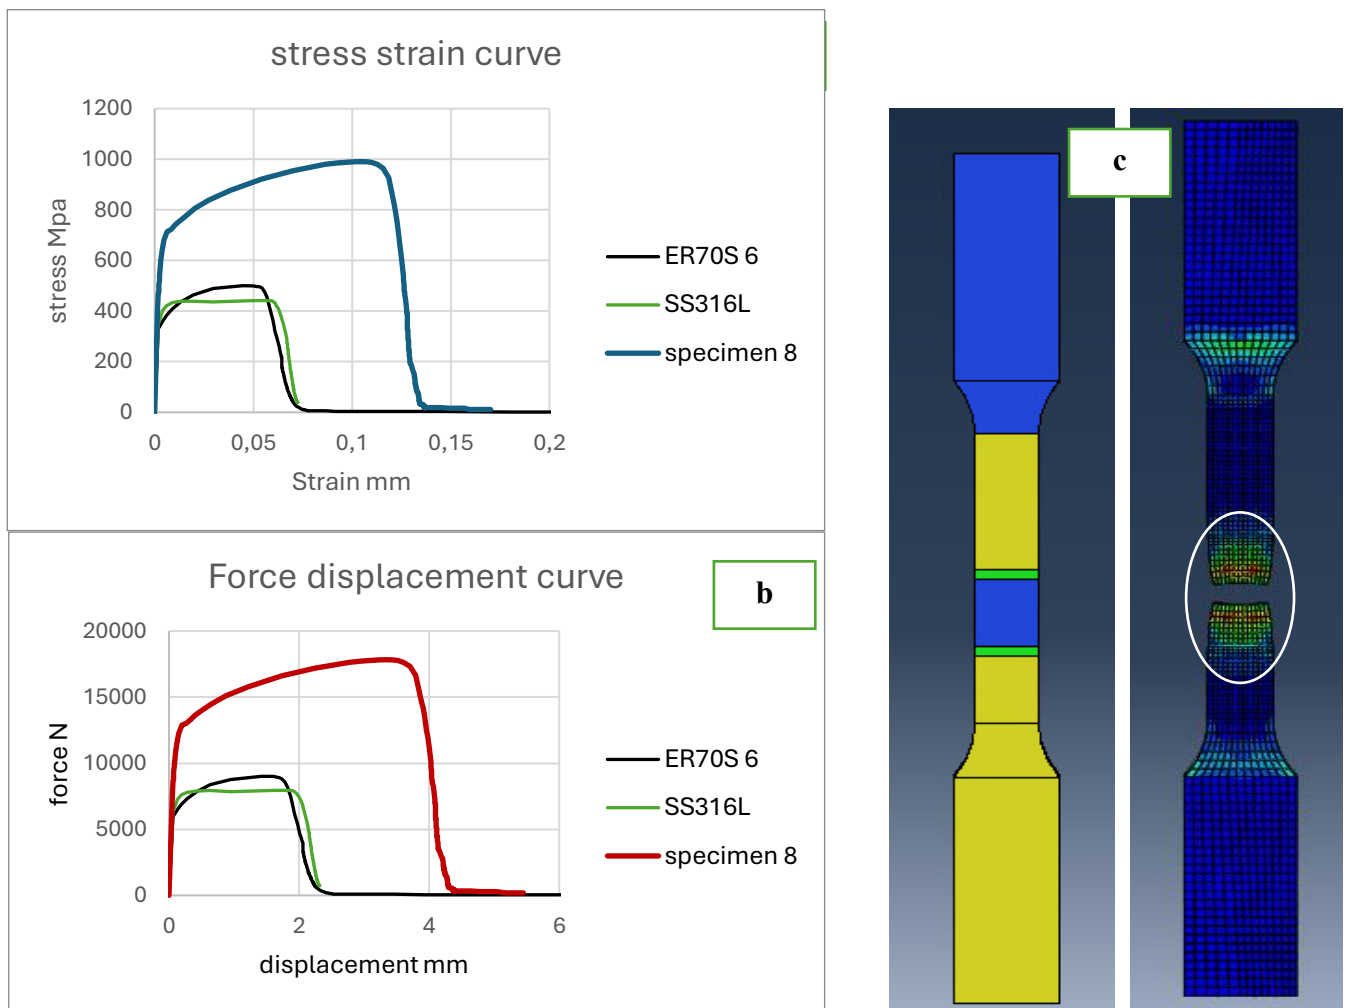 stress strain curve
1200
1000
800
600
400
200
0
stress Mpa
0
0,05
0,1
0,15
0,2
Strain mm
ER70S 6
SS316L
specimen 8
Force displacement curve
b
20000
15000
10000
5000
0
force N
0
2
4
6
displacement mm
ER70S 6
SS316L
specimen 8
c